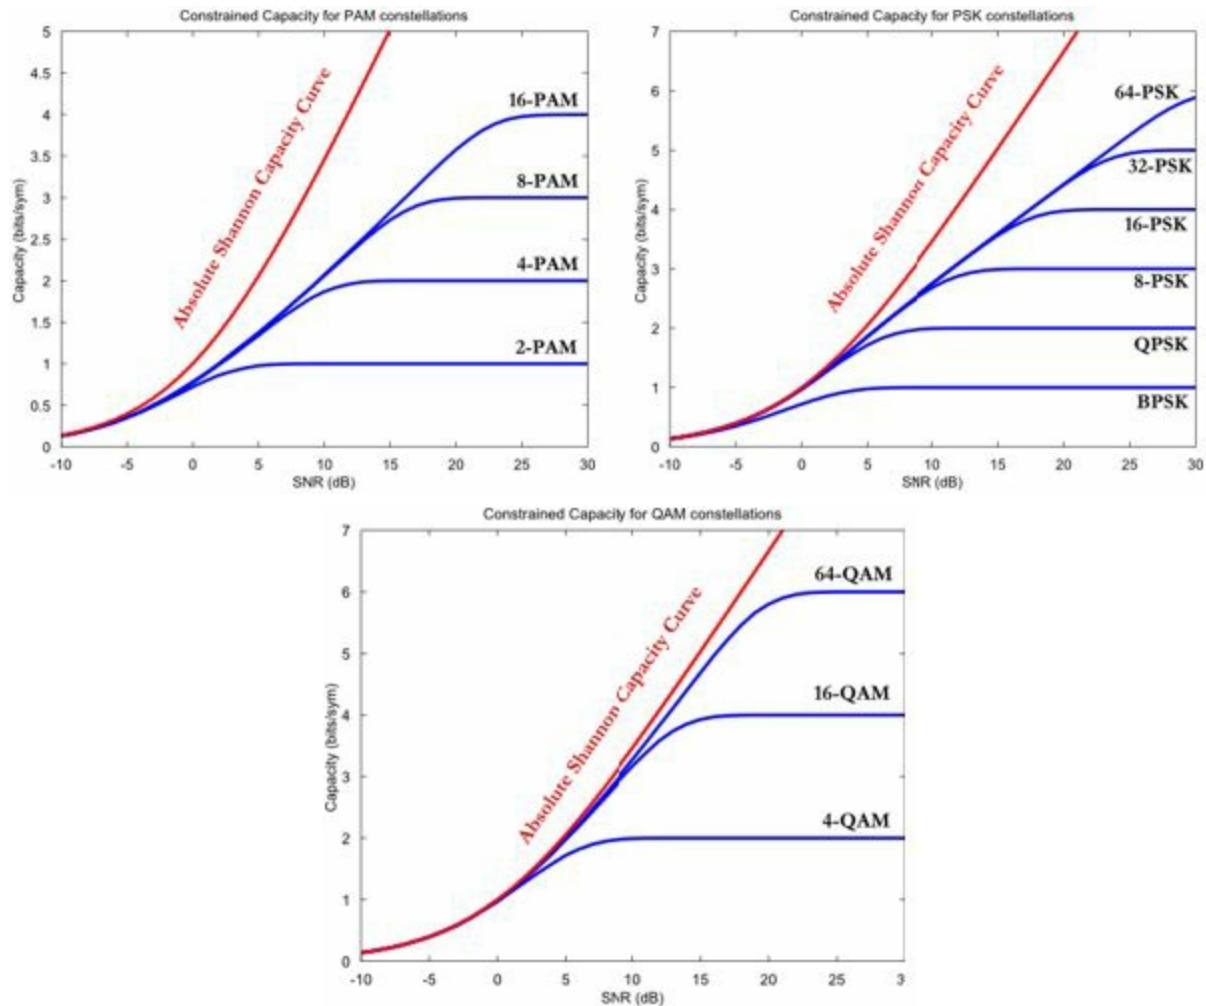 Constrained Capacity for PAM constellations
5
4.5
4
3.5
3
2.5
2
1.5
1
0.5
0
Capacity (bits/sym)
Absolute Shannon Capacity Curve
16-PAM
8-PAM
4-PAM
2-PAM
-10 -5 0 5 10 15 20 25 30
SNR (dB)
Constrained Capacity for PSK constellations
7
6
5
4
3
2
1
0
Capacity (bits/sym)
Absolute Shannon Capacity Curve
64-PSK
32-PSK
16-PSK
8-PSK
QPSK
BPSK
-10 -5 0 5 10 15 20 25 30
SNR (dB)
Constrained Capacity for QAM constellations
7
6
5
4
3
2
1
0
Capacity (bits/sym)
Absolute Shannon Capacity Curve
64-QAM
16-QAM
4-QAM
-10 -5 0 5 10 15 20 25 3
SNR (dB)